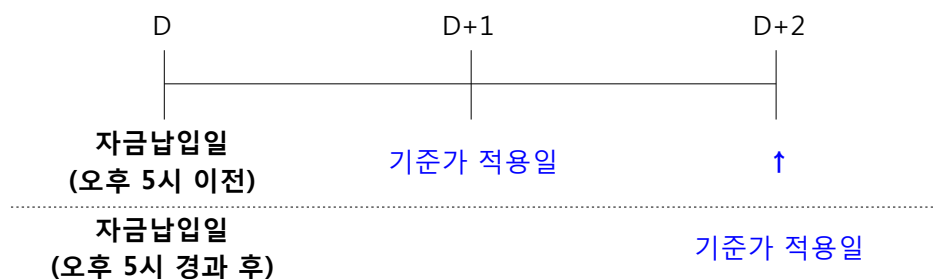 D D+1 D+2
자금납입일
(오후 5시 이전)
기준가 적용일
↑
자금납입일
(오후 5시 경과 후)
기준가 적용일